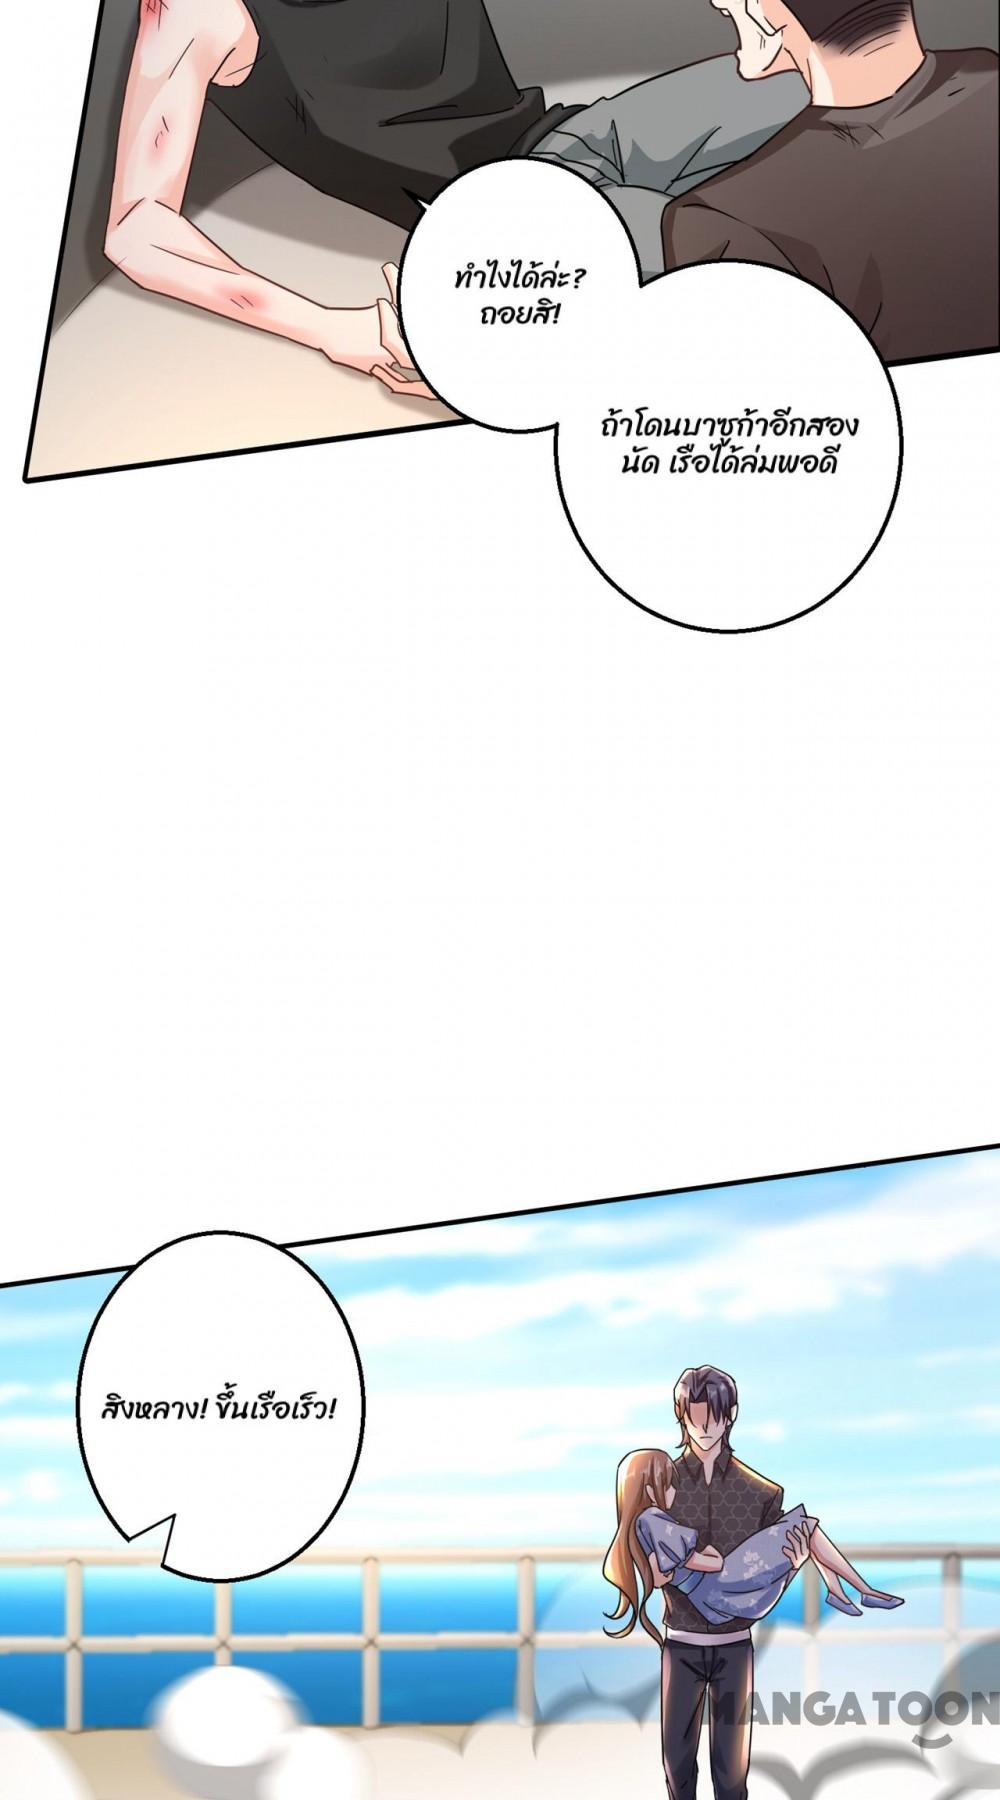 ทำไงได้ล่ะ?
ถอยสิ!
ถ้าโดนบาซูก้าอีกสอง
นัด เรือได้ล่มพอดี
สิงหลาง! ขึ้นเรือเร็ว!
MANGATOON